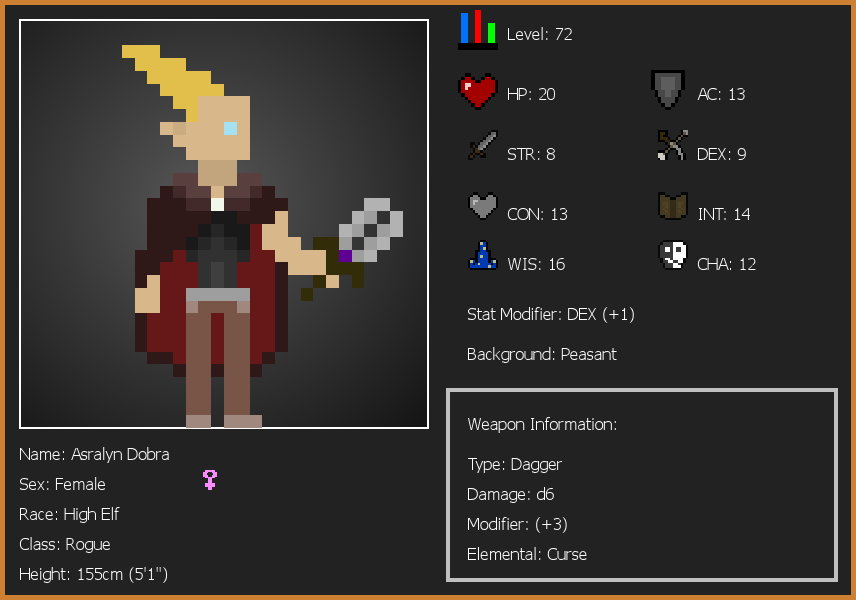 Level: 72
HP: 20
AC: 13
STR: 8
DEX: 9
CON: 13
INT: 14
WIS: 16
CHA: 12
Stat Modifier: DEX (+1)
Background: Peasant
Weapon Information:
Type: Dagger
Damage: d6
Modifier: (+3)
Elemental: Curse
Name: Asralyn Dobra
Sex: Female
Race: High Elf
Class: Rogue
Height: 155cm (5'1")